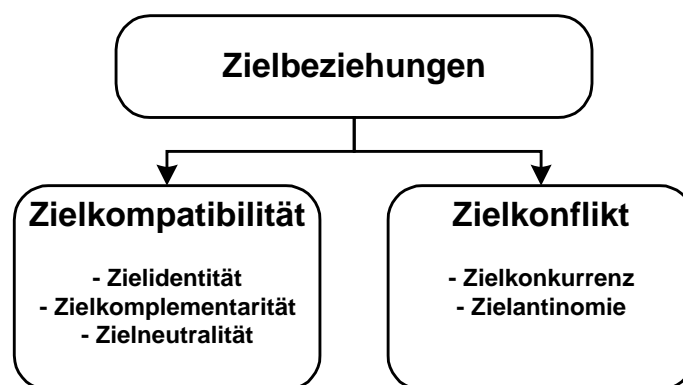 Zielbeziehungen
Zielkompatibilität
- Zielidentität
- Zielkomplementarität
- Zielneutralität
Zielkonflikt
- Zielkonkurrenz
- Zielantinomie